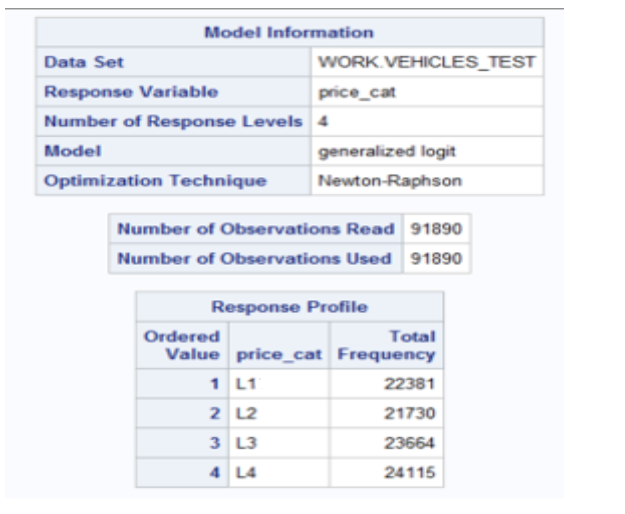 Model Information
Data Set WORK.VEHICLES_TEST
Response Variable price_cat
Number of Response Levels 4
Model generalized logit
Optimization Technique Newton-Raphson
Number of Observations Read 91890
Number of Observations Used 91890
Response Profile
Ordered Total
Value price_cat Frequency
1 L1 22381
2 L2 21730
3 L3 23664
4 L4 24115